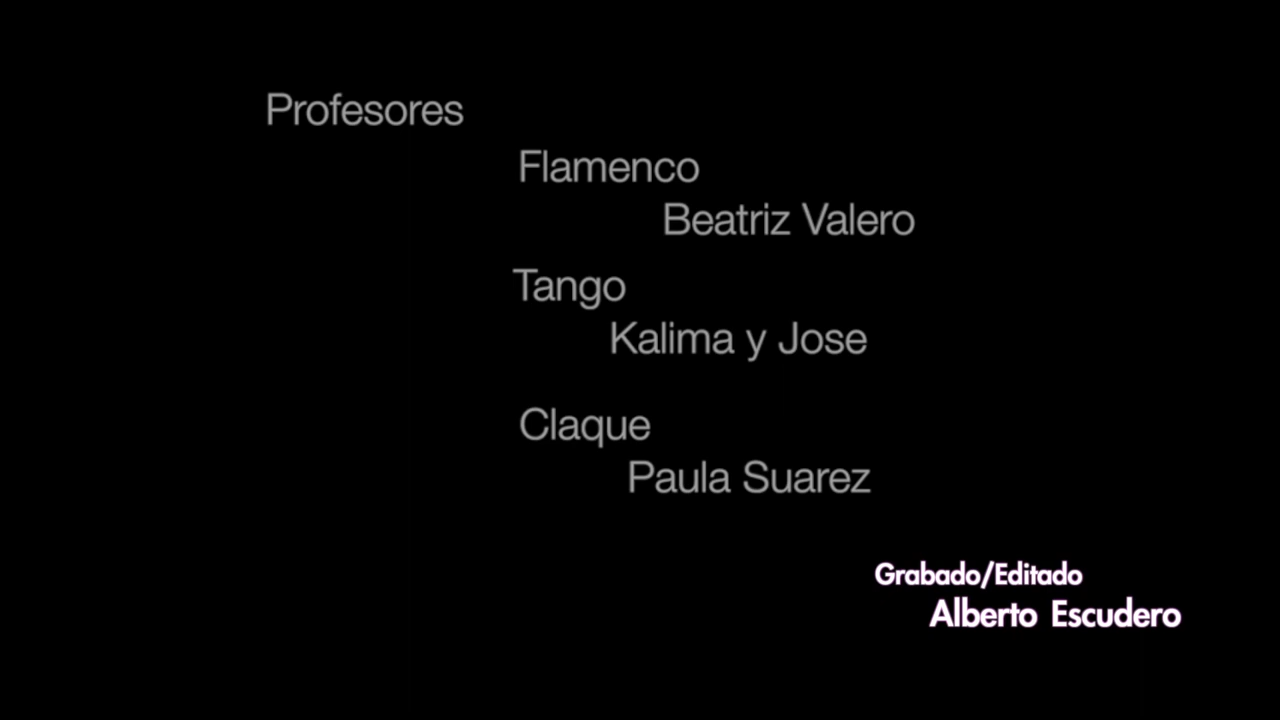 Profesores
Flamenco
Beatriz Valero
Tango
Kalima y Jose
Claque
Paula Suarez
Grabado/Editado
Alberto Escudero